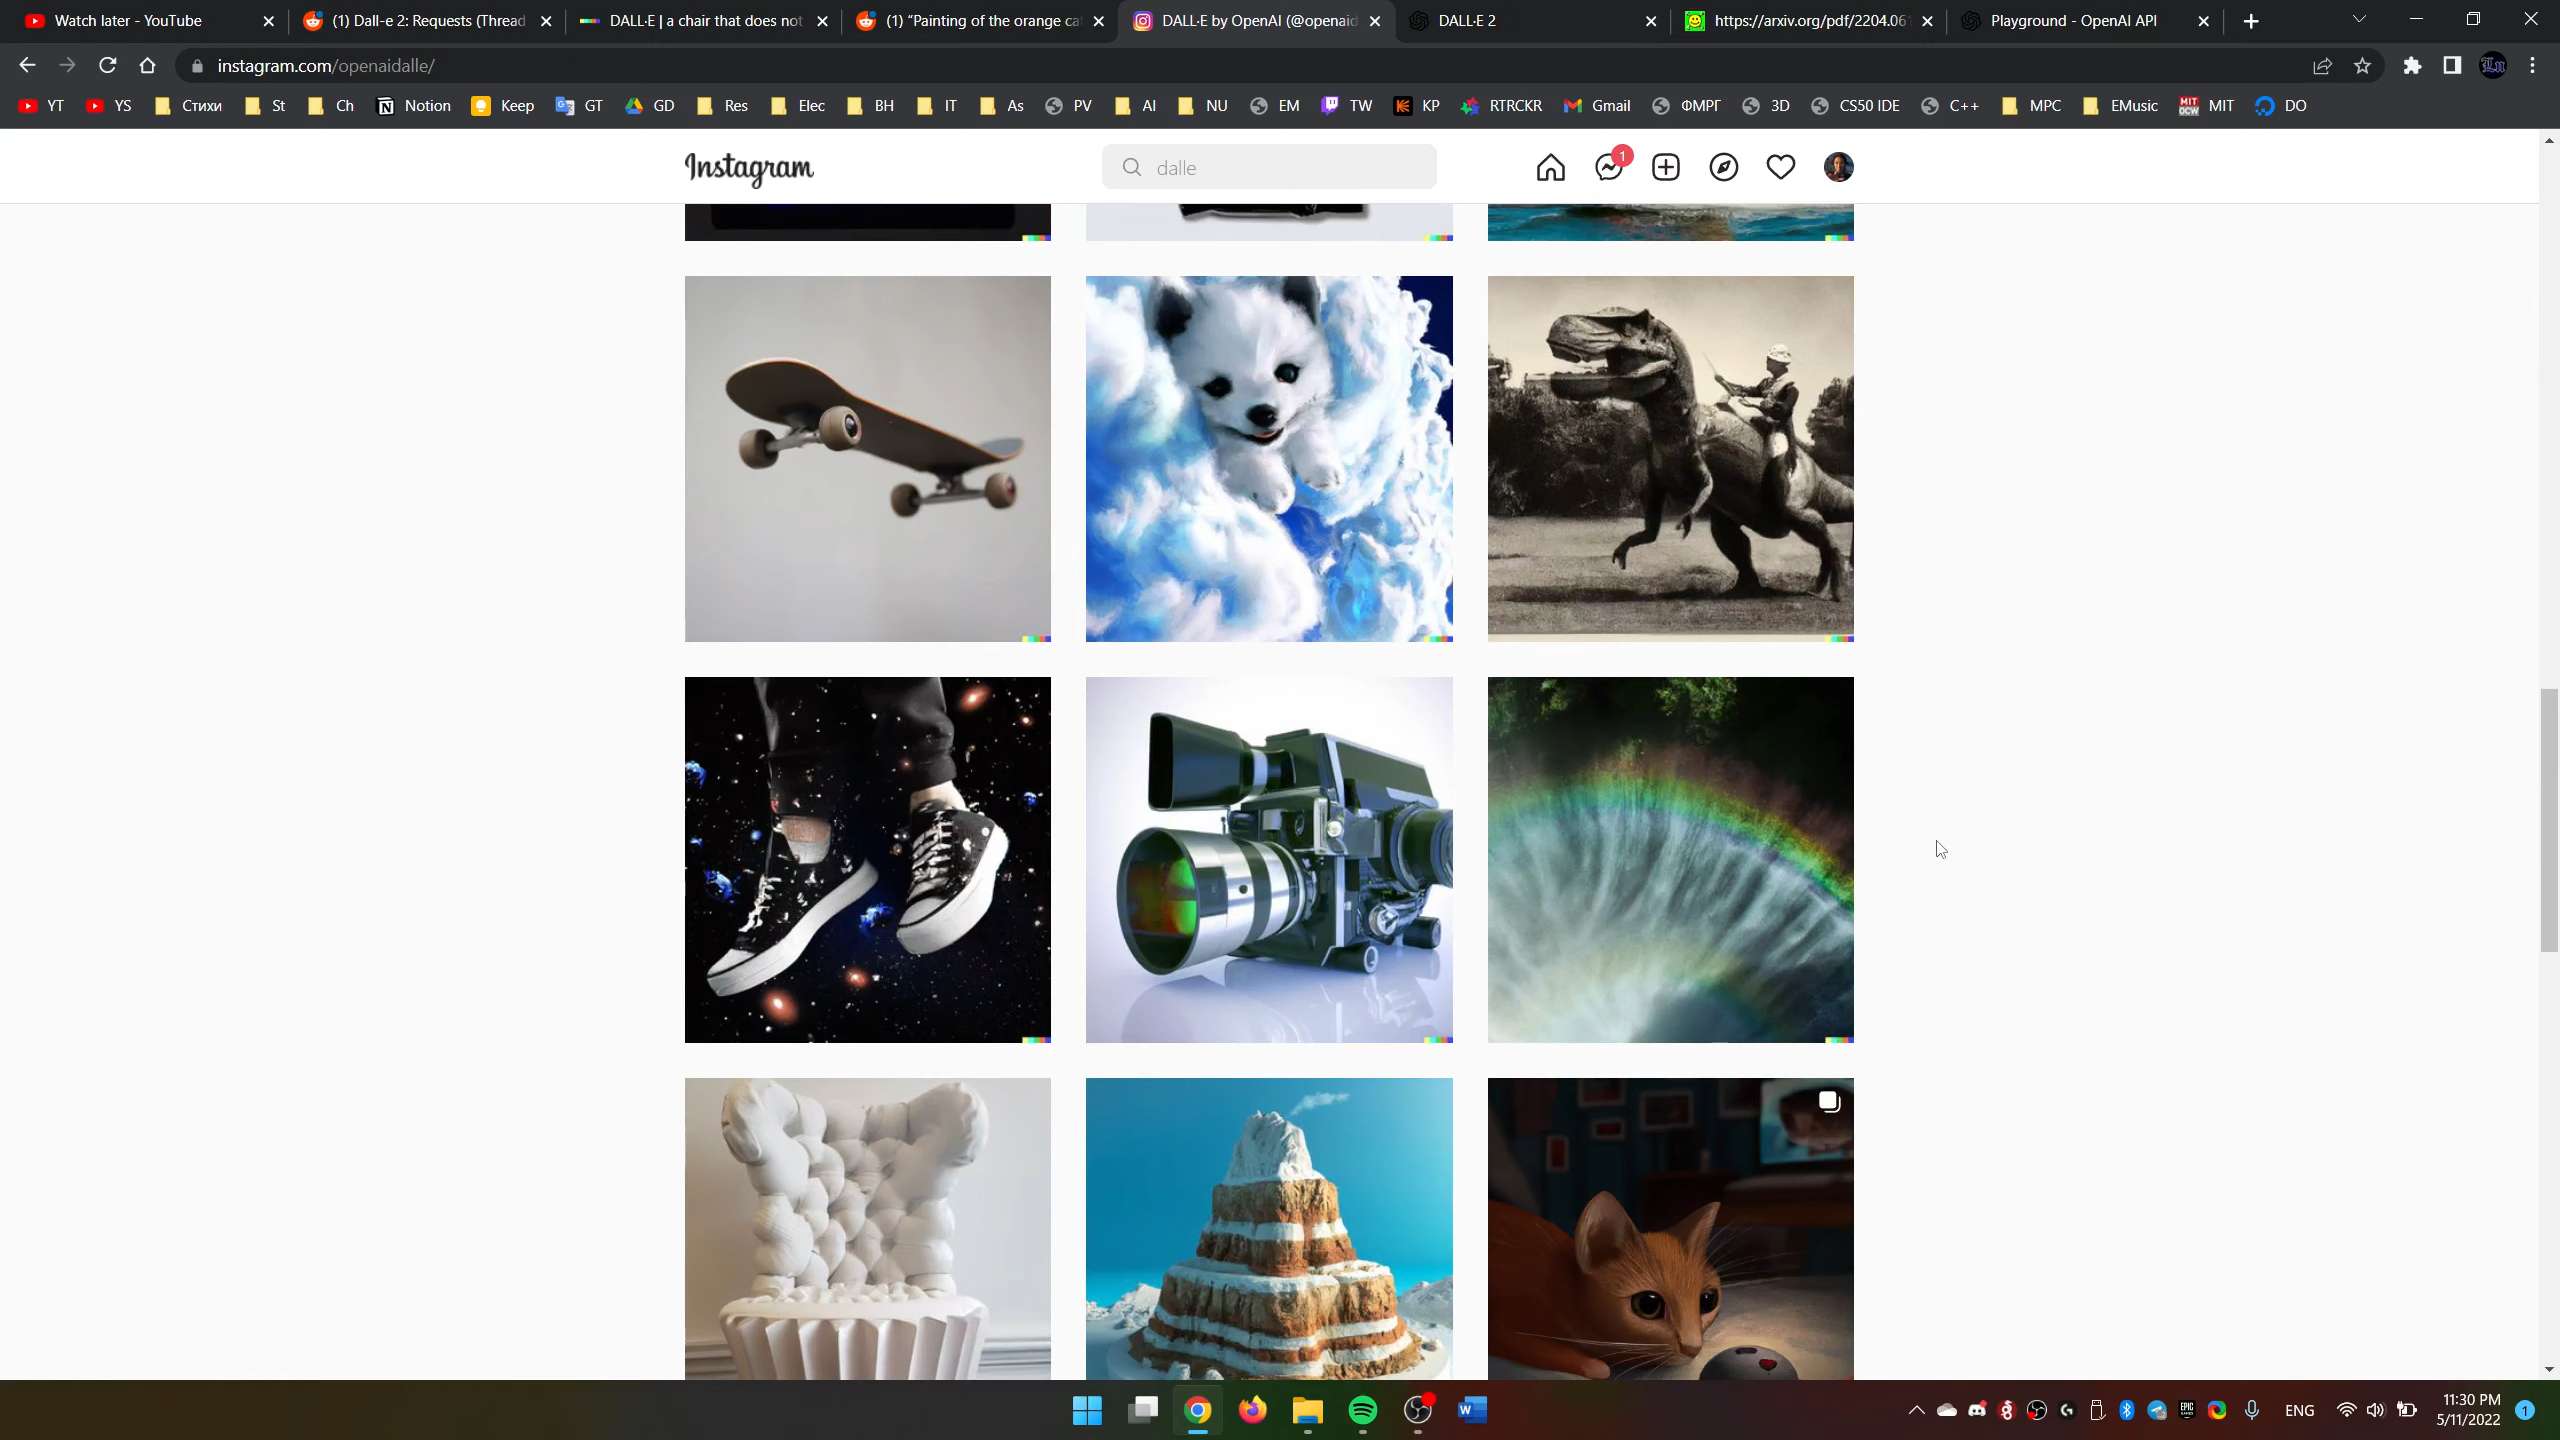 Watch later - YouTube
(1) Dall-e 2: Requests (Thread
DALL·E | a chair that does not
(1) "Painting of the orange ca
DALL·E by OpenAI (@openaid
DALL·E 2
https://arxiv.org/pdf/2204.061
Playground - OpenAI API
instagram.com/openaidalle/
YT YS Стихи St Ch Notion Keep GT GD Res Elec BH IT As PV AI NU EM TW KP RTRCKR Gmail ФМРГ 3D CS50 IDE C++ MPC EMusic MIT DO
Instagram
dalle
1
ENG
11:30 PM
5/11/2022
1